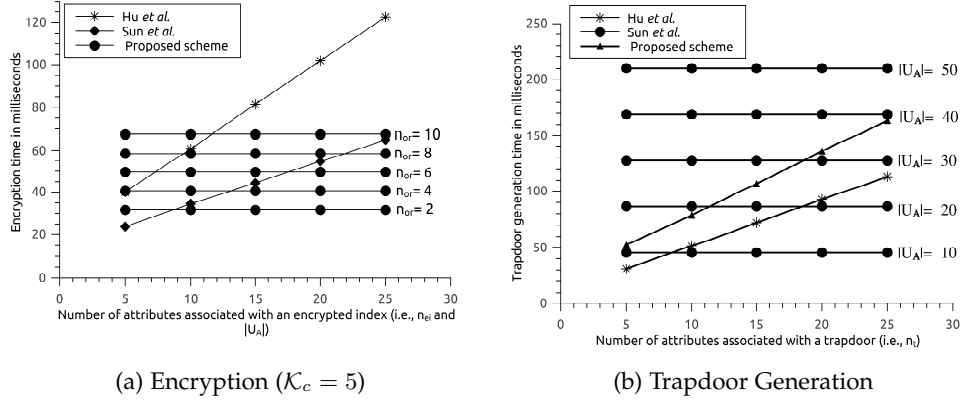 Hu et al.
Sun et al.
Proposed scheme
Encryption time in milliseconds
120
100
80
60
40
20
0
n_or= 10
n_or= 8
n_or= 6
n_or= 4
n_or= 2
0 5 10 15 20 25 30
Number of attributes associated with an encrypted index (i.e., n_ei and
|U_A|)
(a) Encryption (K_c = 5)
Hu et al.
Sun et al.
Proposed scheme
Trapdoor generation time in milliseconds
250
200
150
100
50
0
|U_A|= 50
|U_A|= 40
|U_A|= 30
|U_A|= 20
|U_A|= 10
0 5 10 15 20 25 30
Number of attributes associated with a trapdoor (i.e., n_t)
(b) Trapdoor Generation